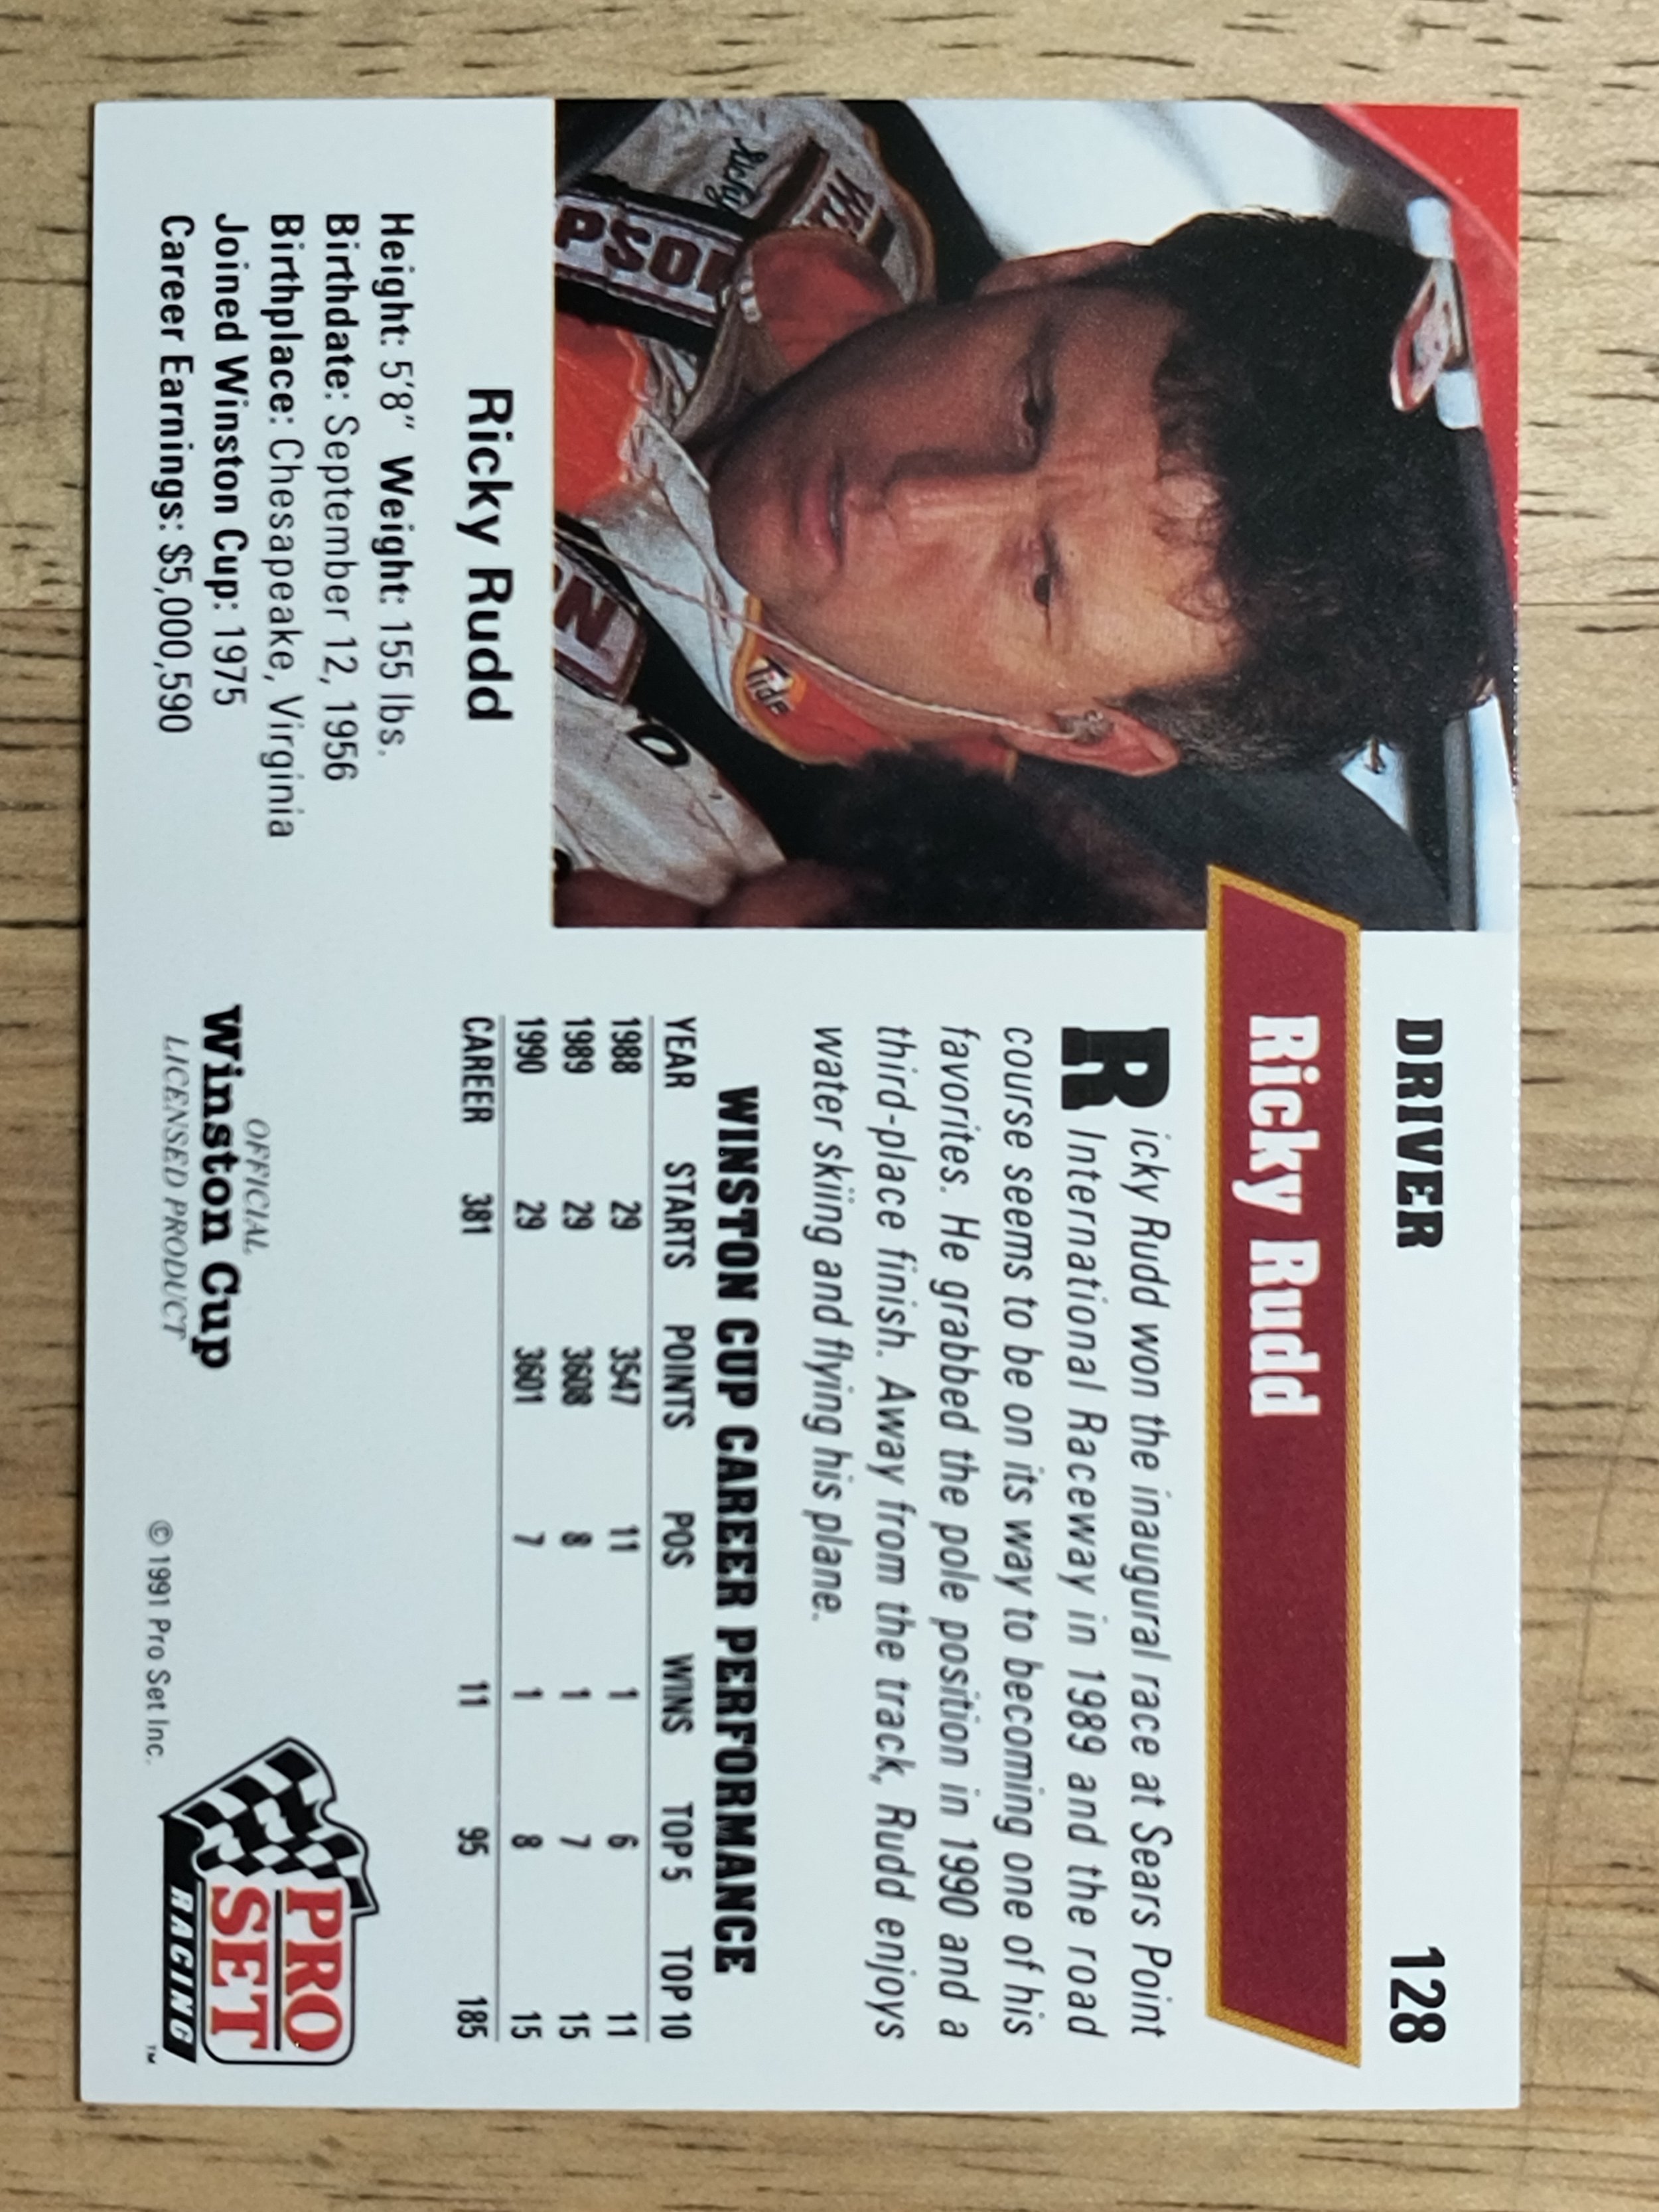 DRIVER 128
Ricky Rudd
Ricky Rudd won the inaugural race at Sears Point
International Raceway in 1989 and the road
course seems to be on its way to becoming one of his
favorites. He grabbed the pole position in 1990 and a
third-place finish. Away from the track, Rudd enjoys
water skiing and flying his plane.
WINSTON CUP CAREER PERFORMANCE
YEAR STARTS POINTS POS WINS TOP 5 TOP 10
1988 29 3547 11 1 6 11
1989 29 3608 8 1 7 15
1990 29 3601 7 1 8 15
CAREER 381 11 95 185
Ricky Rudd
Height: 5'8" Weight: 155 lbs.
Birthdate: September 12, 1956
Birthplace: Chesapeake, Virginia
Joined Winston Cup: 1975
Career Earnings: $5,000,590
OFFICIAL
Winston Cup
LICENSED PRODUCT
© 1991 Pro Set Inc.
PRO
SET
RACING
™
Ricky
PSO
Tide
N